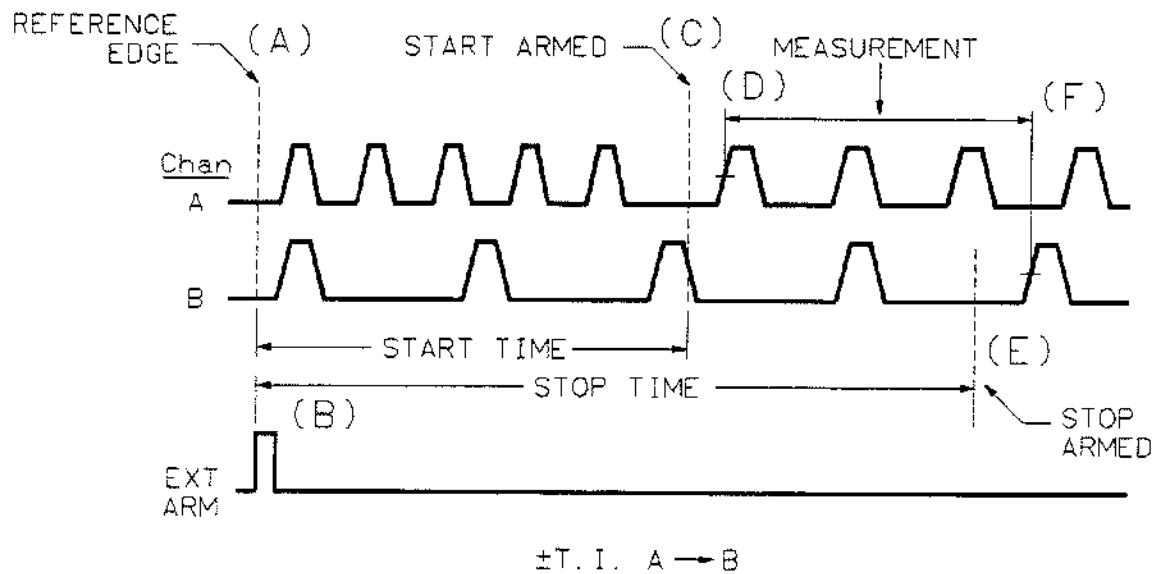 REFERENCE
EDGE
(A)
START ARMED
(C)
MEASUREMENT
(D)
(F)
Chan
A
B
START TIME
(E)
STOP TIME
(B)
STOP
ARMED
EXT
ARM
±T.I. A → B